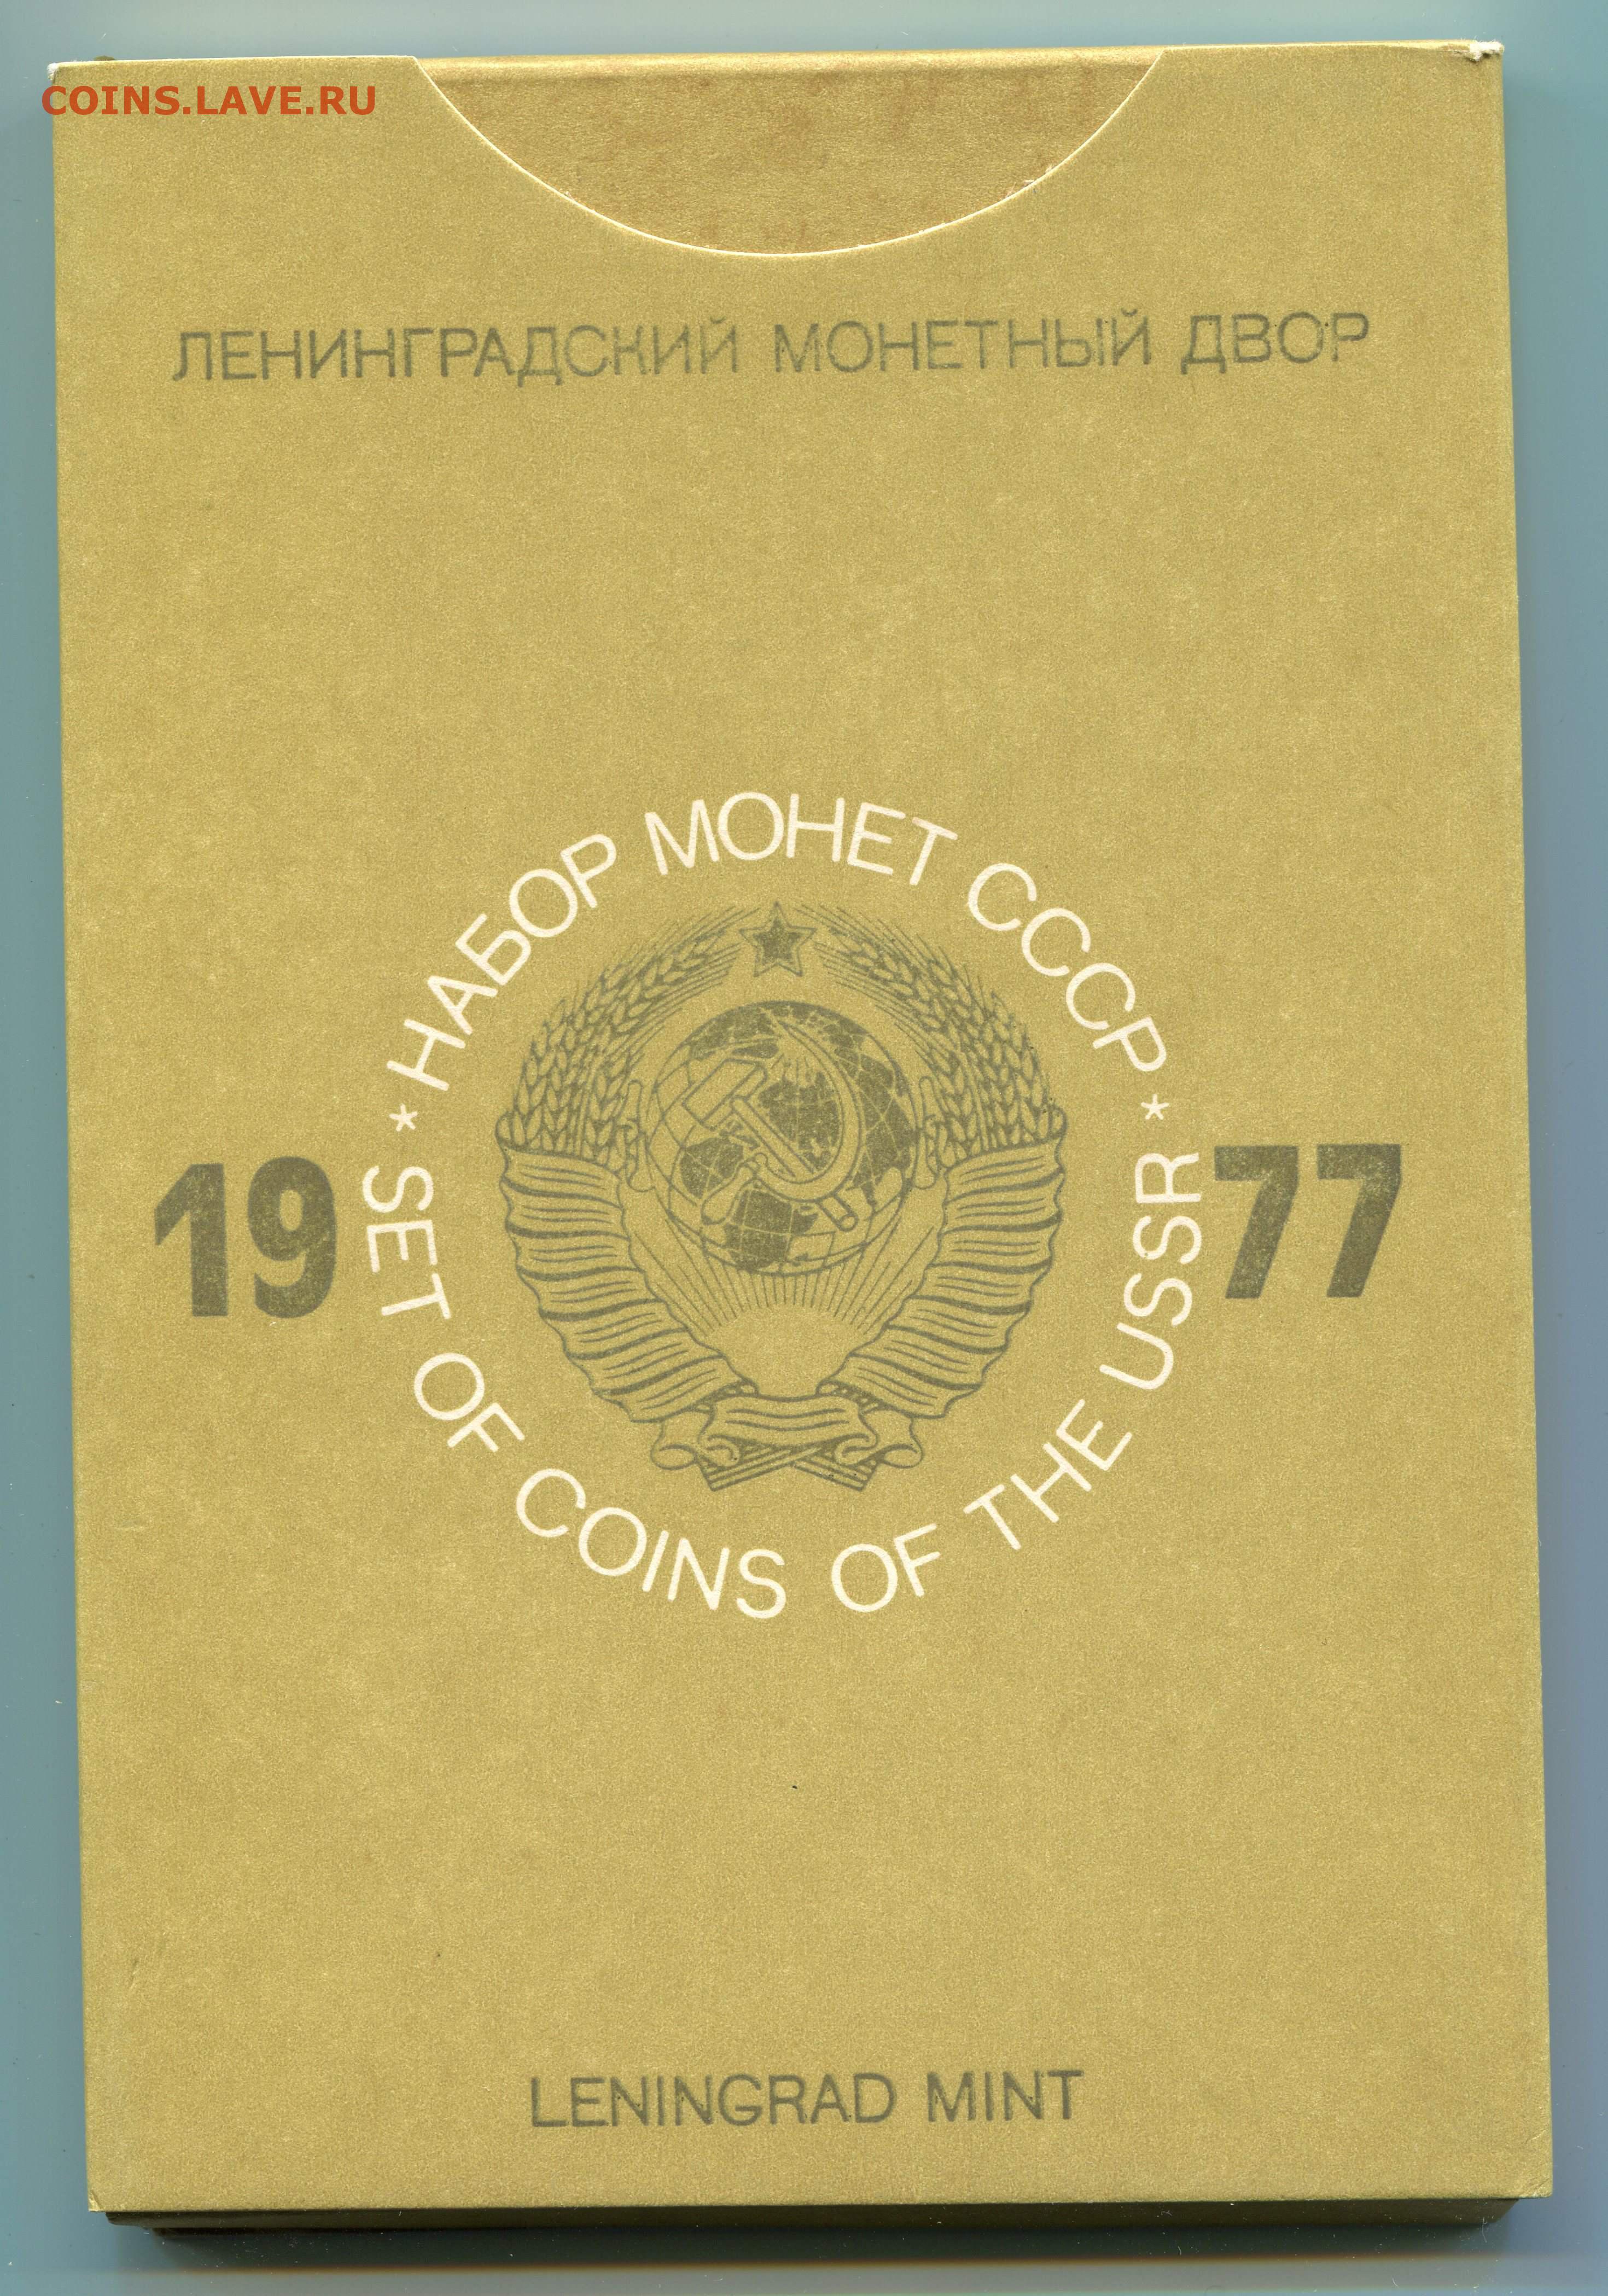 COINS.LAVE.RU
ЛЕНИНГРАДСКИЙ МОНЕТНЫЙ ДВОР
* НАБОР МОНЕТ СССР *
19 77
SET OF COINS OF THE USSR
LENINGRAD MINT